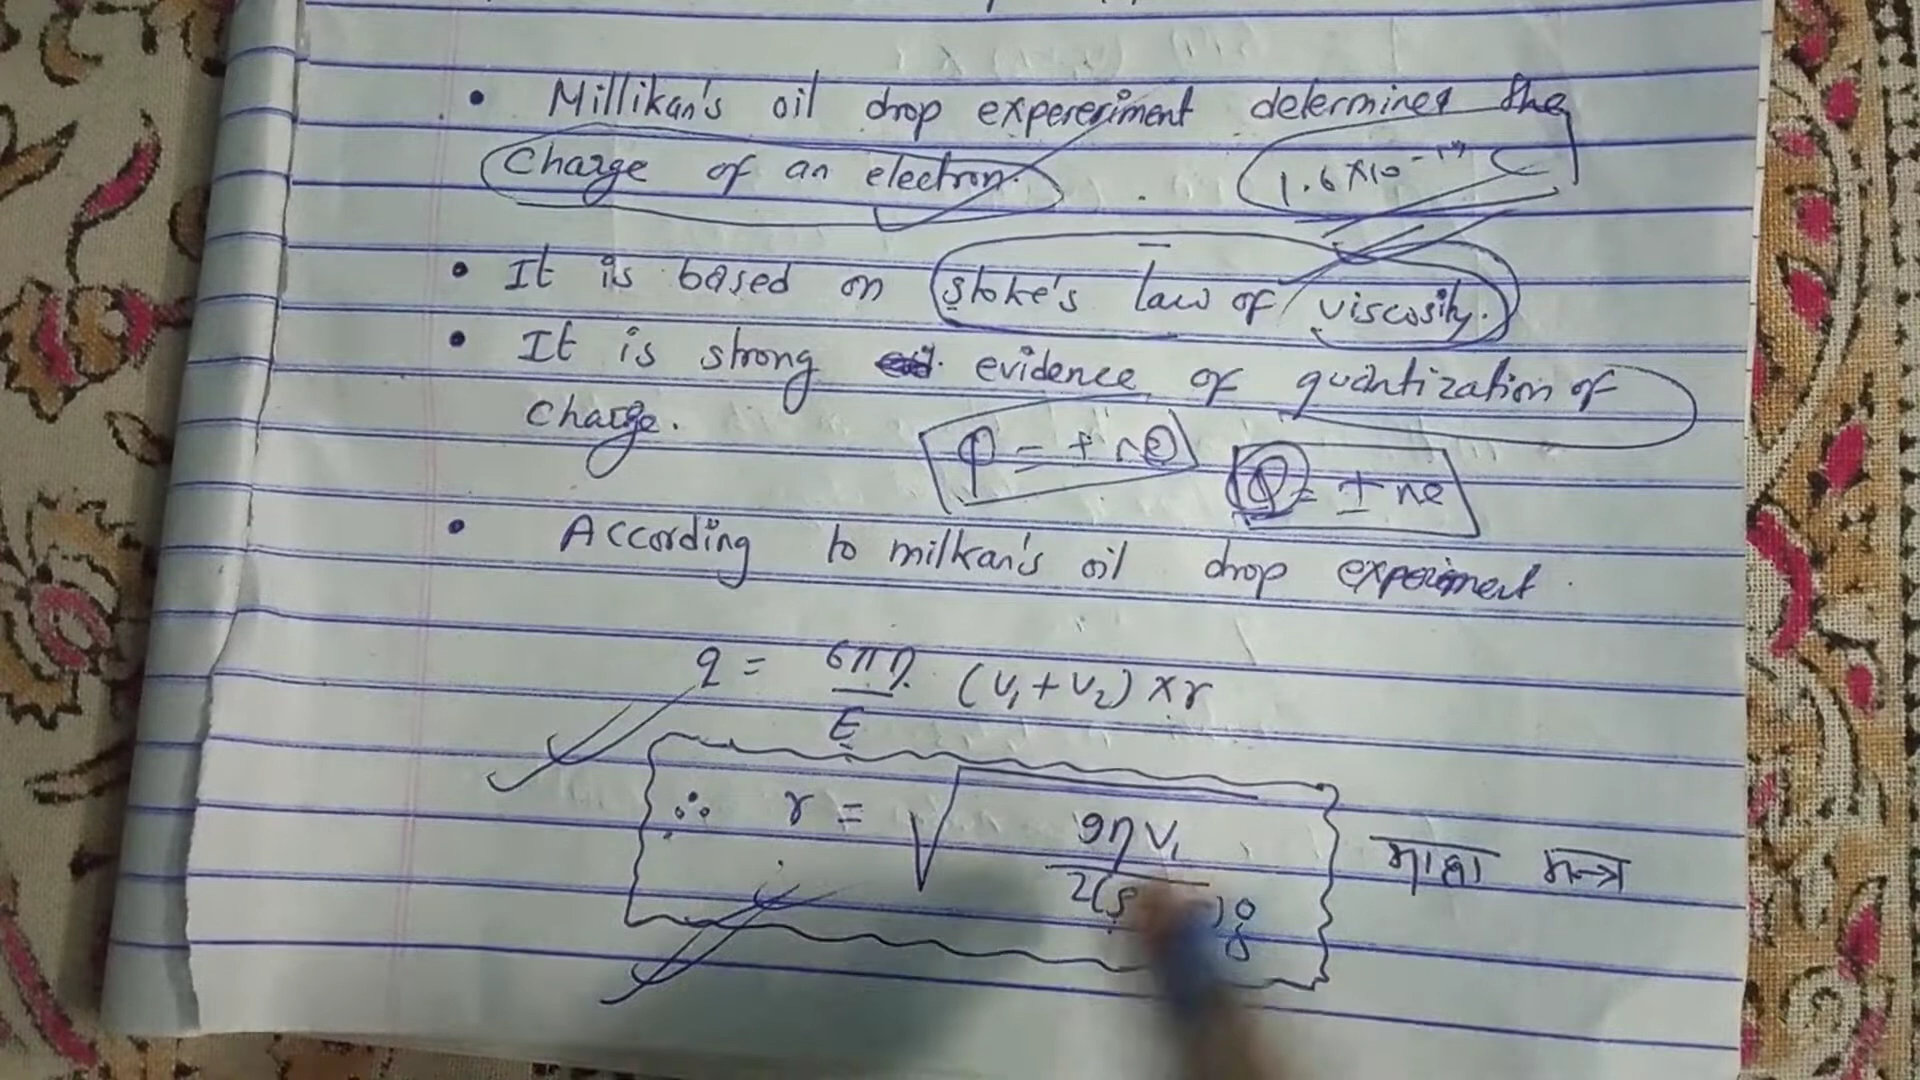 • Millikan's oil drop expereriment determines the
Charge of an electron. 1.6×10⁻¹⁹ C
• It is based on stoke's law of viscosity.
• It is strong evidence of quantization of
Charge. Q = + ne Q = ± ne
• According to milkan's oil drop experiment
q = 6πη/E (v₁ + v₂) × r
∴ r = √ 9ηv₁ / 2(ρ )g